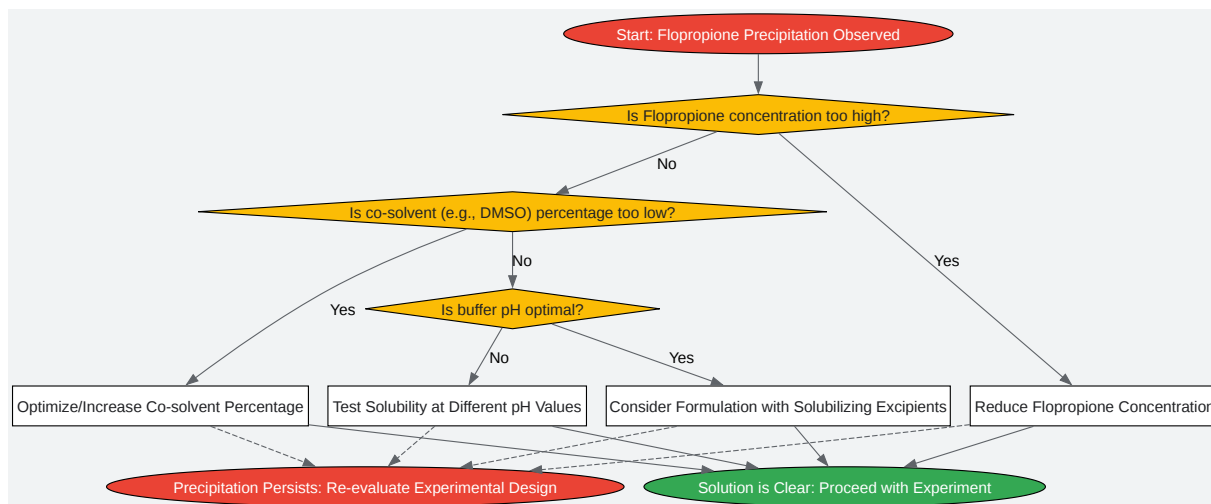 Start: Flopropione Precipitation Observed
Is Flopropione concentration too high?
No
Is co-solvent (e.g., DMSO) percentage too low?
No
Yes
Is buffer pH optimal?
Yes
No
Yes
Optimize/Increase Co-solvent Percentage
Test Solubility at Different pH Values
Consider Formulation with Solubilizing Excipients
Reduce Flopropione Concentration
Precipitation Persists: Re-evaluate Experimental Design
Solution is Clear: Proceed with Experiment